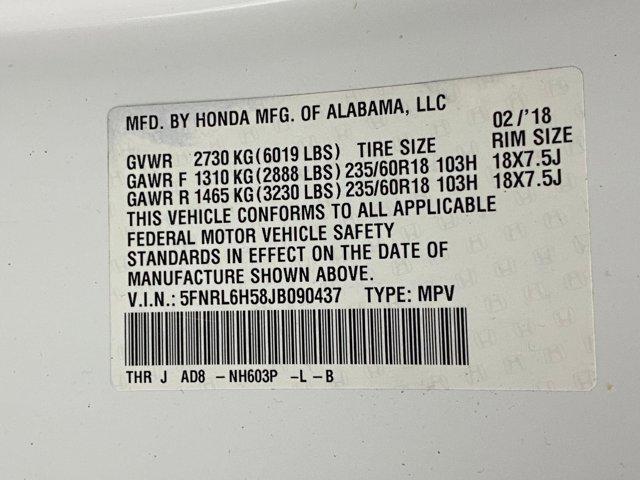 MFD. BY HONDA MFG. OF ALABAMA, LLC 02/'18
GVWR 2730 KG(6019 LBS) TIRE SIZE RIM SIZE
GAWR F 1310 KG(2888 LBS) 235/60R18 103H 18X7.5J
GAWR R 1465 KG(3230 LBS) 235/60R18 103H 18X7.5J
THIS VEHICLE CONFORMS TO ALL APPLICABLE
FEDERAL MOTOR VEHICLE SAFETY
STANDARDS IN EFFECT ON THE DATE OF
MANUFACTURE SHOWN ABOVE.
V.I.N.: 5FNRL6H58JB090437 TYPE: MPV
THR J AD8 -NH603P -L-B